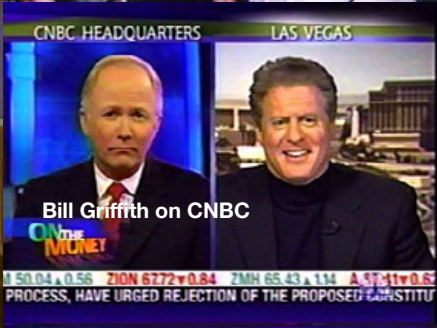 CNBC HEADQUARTERS LAS VEGAS
Bill Griffith on CNBC
ON THE MONEY
M 50.04▲0.56 ZION 67.72▼0.84 ZMH 65.43▲1.14
PROCESS, HAVE URGED REJECTION OF THE PROPOSED CONSTITUT